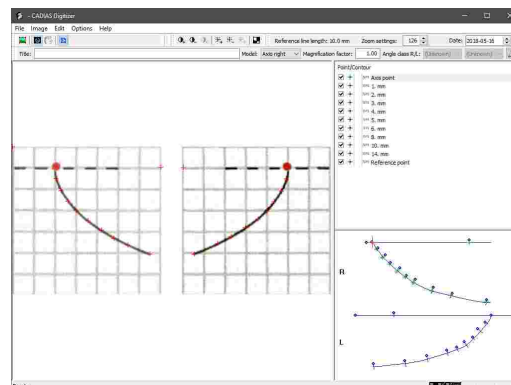 - CADIAS Digitizer
File Image Edit Options Help
Reference line length: 10.0 mm Zoom settings: 126 Date: 2018-05-16
Title: Model: Axis right Magnification factor: 1.00 Angle class R/L: (Unknown) (Unknown)
Point/Contour
Axis point
1. mm
2. mm
3. mm
4. mm
5. mm
6. mm
8. mm
10. mm
14. mm
Reference point
R
L